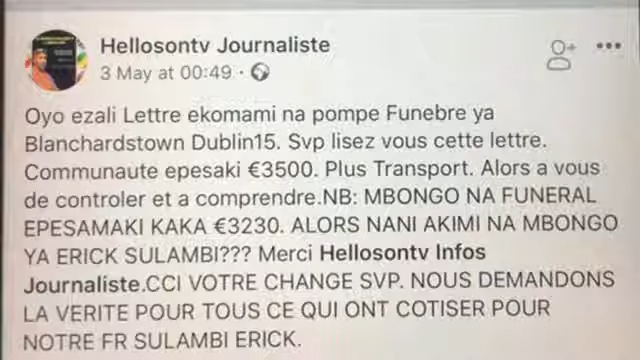 Hellosontv Journaliste
3 May at 00:49 ·
Oyo ezali Lettre ekomami na pompe Funebre ya
Blanchardstown Dublin15. Svp lisez vous cette lettre.
Communaute epesaki €3500. Plus Transport. Alors a vous
de controler et a comprendre.NB: MBONGO NA FUNERAL
EPESAMAKI KAKA €3230. ALORS NANI AKIMI NA MBONGO
YA ERICK SULAMBI??? Merci Hellosontv Infos
Journaliste.CCI VOTRE CHANGE SVP. NOUS DEMANDONS
LA VERITE POUR TOUS CE QUI ONT COTISER POUR
NOTRE FR SULAMBI ERICK.